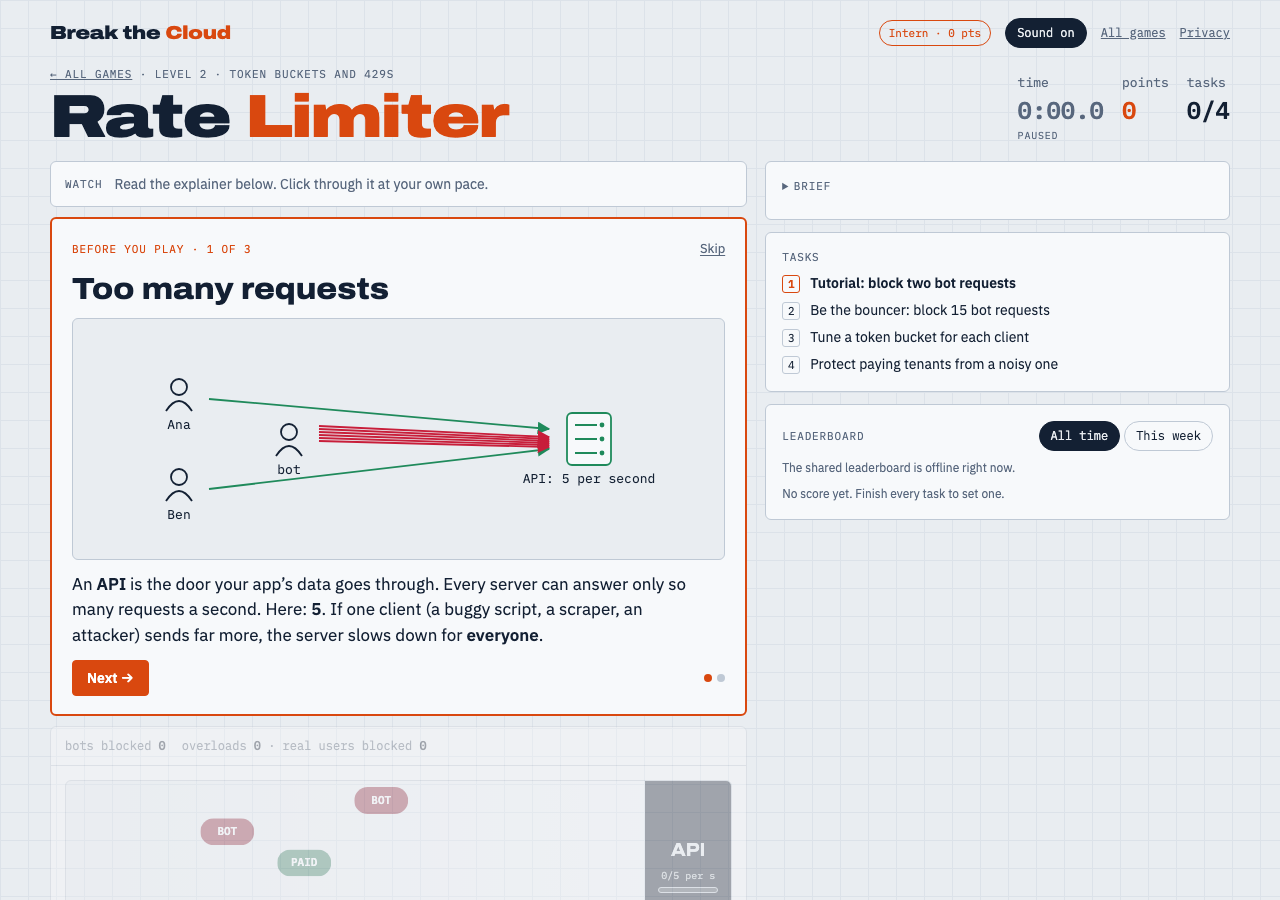 Break the Cloud
Intern · 0 pts
Sound on
All games
Privacy
← ALL GAMES · LEVEL 2 · TOKEN BUCKETS AND 429S
Rate Limiter
time
0:00.0
PAUSED
points
0
tasks
0/4
WATCH Read the explainer below. Click through it at your own pace.
BEFORE YOU PLAY · 1 OF 3
Skip
Too many requests
Ana
bot
Ben
API: 5 per second
An API is the door your app’s data goes through. Every server can answer only so
many requests a second. Here: 5. If one client (a buggy script, a scraper, an
attacker) sends far more, the server slows down for everyone.
Next →
bots blocked 0 overloads 0 · real users blocked 0
BOT
BOT
PAID
API
0/5 per s
▶ BRIEF
TASKS
1 Tutorial: block two bot requests
2 Be the bouncer: block 15 bot requests
3 Tune a token bucket for each client
4 Protect paying tenants from a noisy one
LEADERBOARD
All time
This week
The shared leaderboard is offline right now.
No score yet. Finish every task to set one.